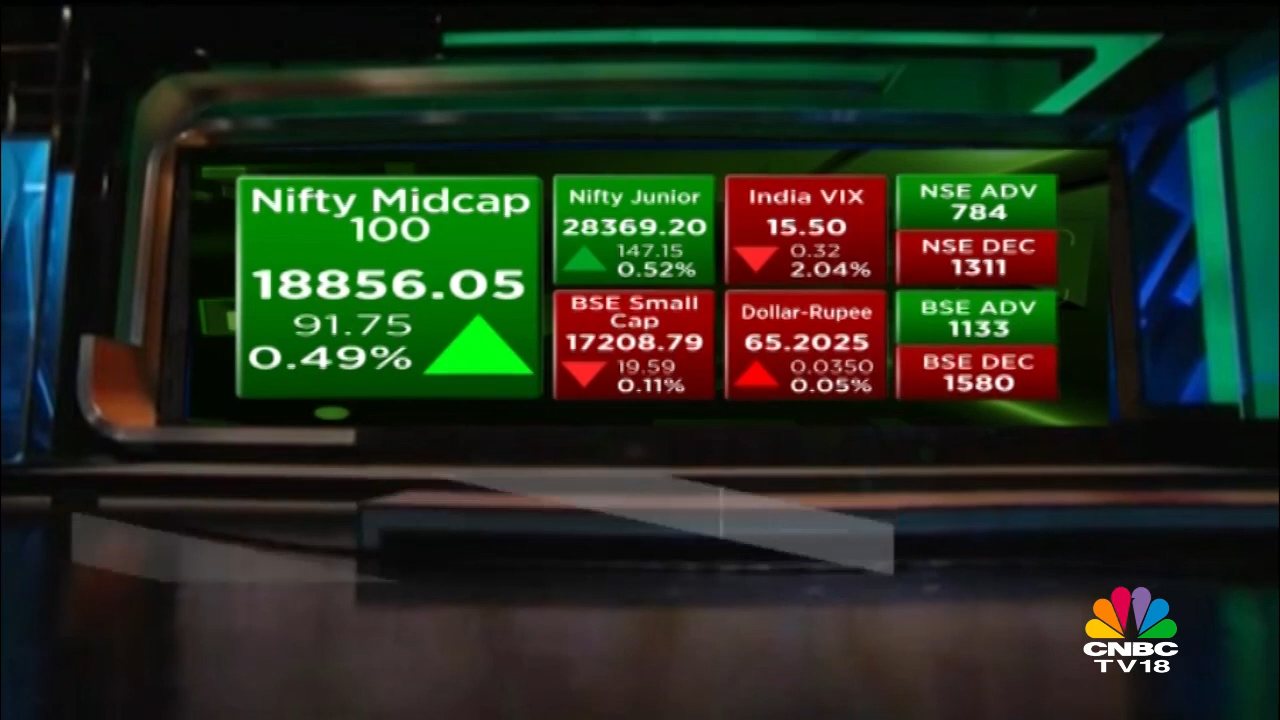 Nifty Midcap
100
18856.05
91.75
0.49%
Nifty Junior
28369.20
147.15
0.52%
BSE Small
Cap
17208.79
19.59
0.11%
India VIX
15.50
0.32
2.04%
Dollar-Rupee
65.2025
0.0350
0.05%
NSE ADV
784
NSE DEC
1311
BSE ADV
1133
BSE DEC
1580
CNBC
TV18